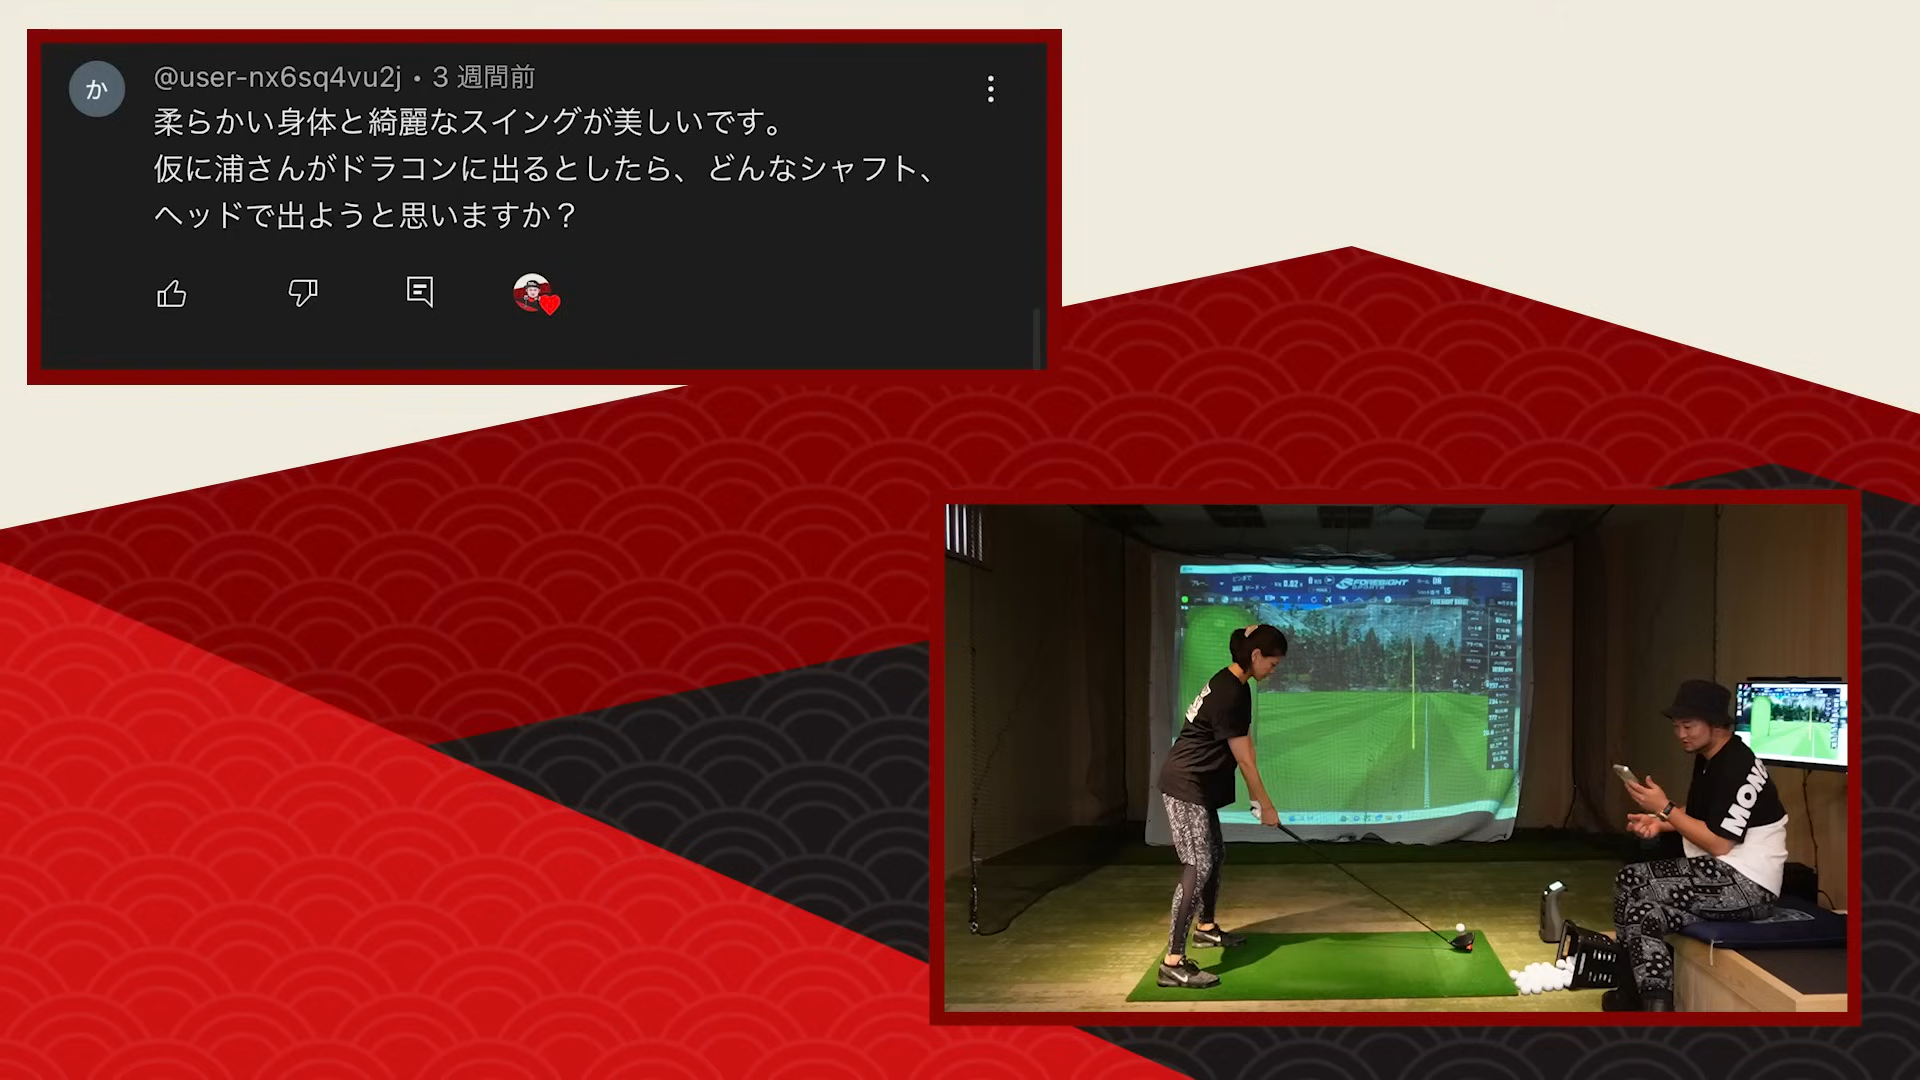 か
@user-nx6sq4vu2j・3 週間前
柔らかい身体と綺麗なスイングが美しいです。
仮に浦さんがドラコンに出るとしたら、どんなシャフト、
ヘッドで出ようと思いますか？
FORESIGHT
SPORTS